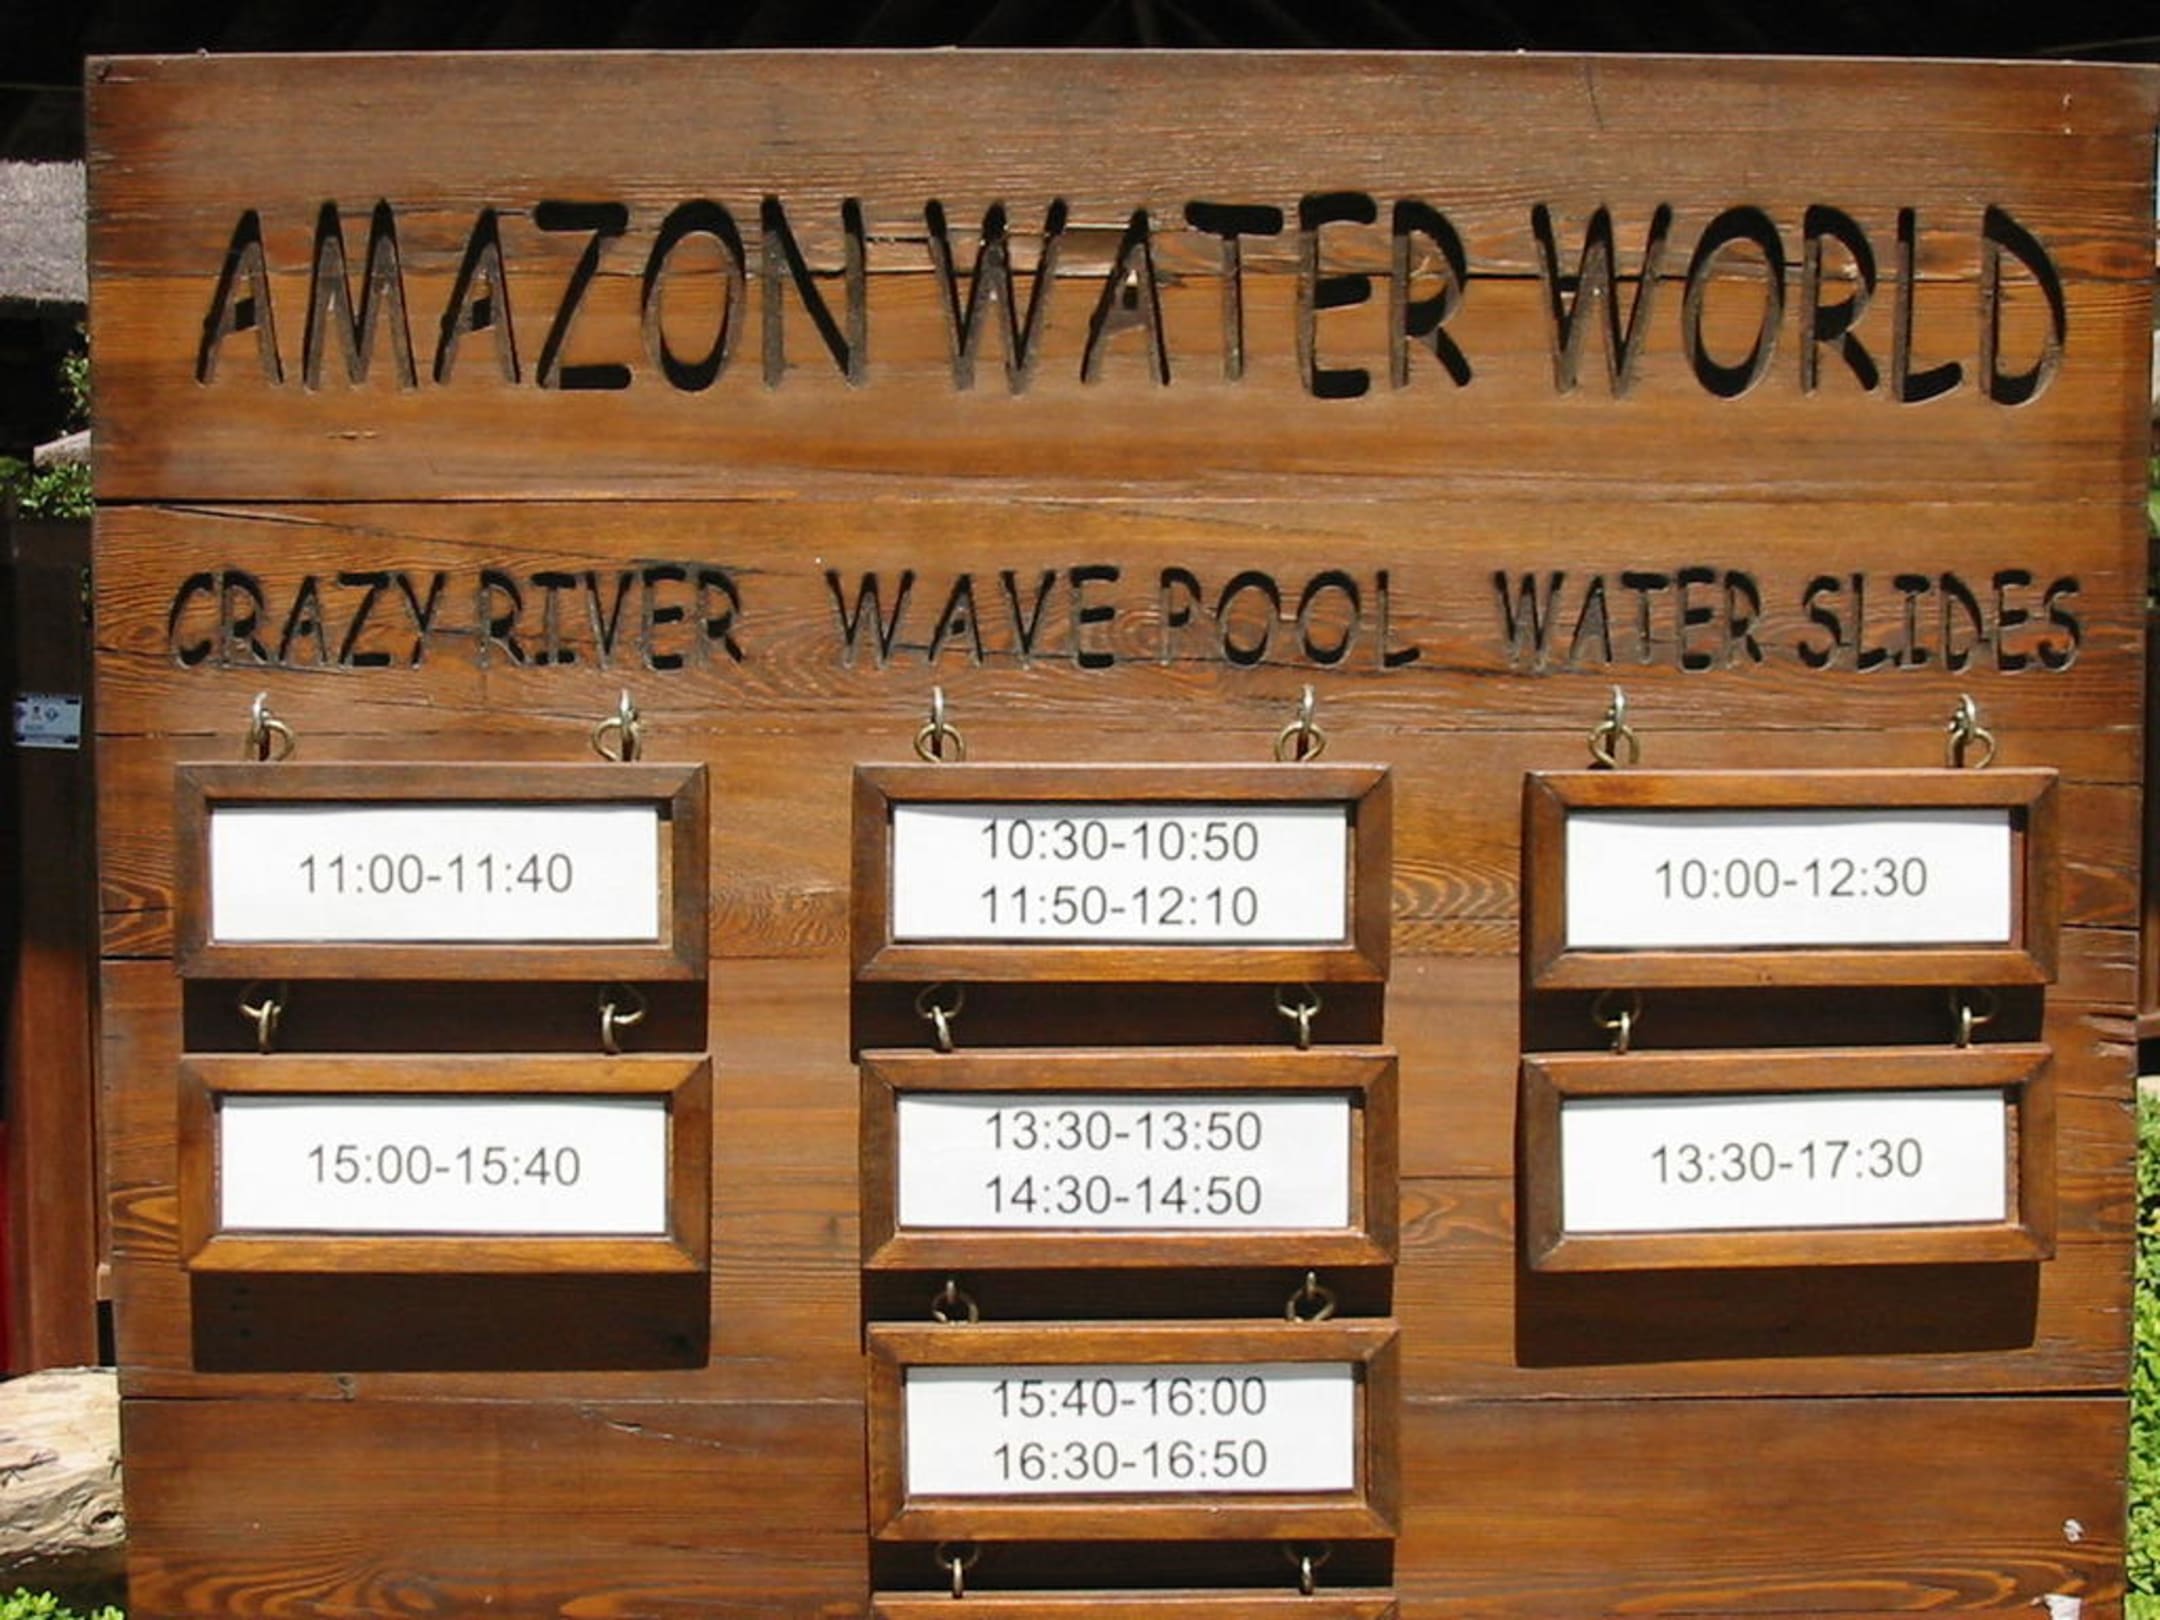 AMAZON WATER WORLD
CRAZY RIVER
11:00-11:40
15:00-15:40
WAVE POOL
10:30-10:50
11:50-12:10
13:30-13:50
14:30-14:50
15:40-16:00
16:30-16:50
WATER SLIDES
10:00-12:30
13:30-17:30